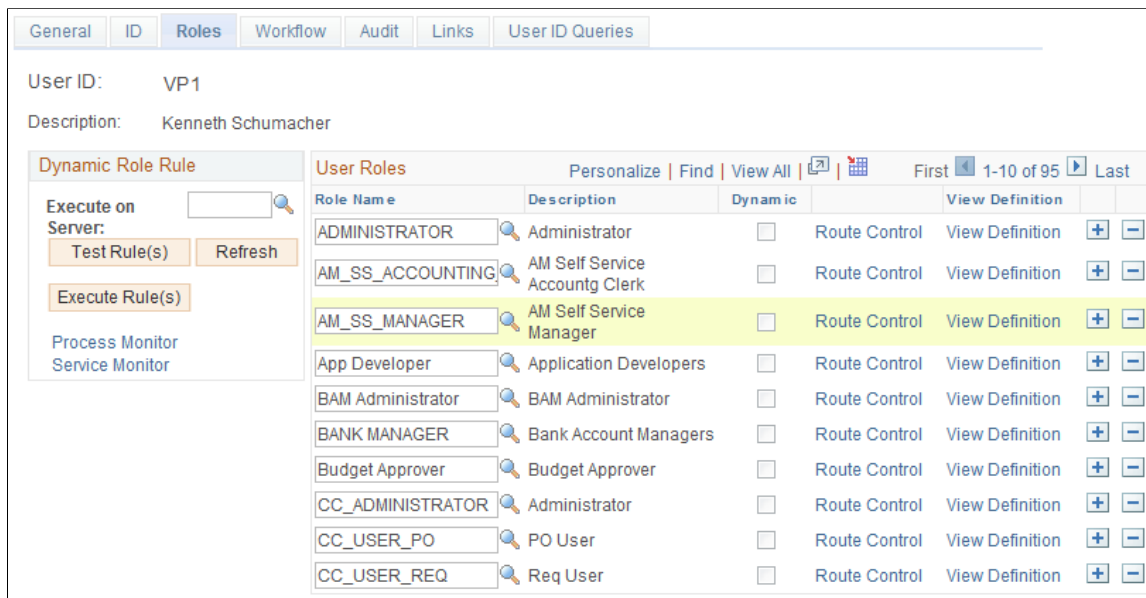 General ID Roles Workflow Audit Links User ID Queries
User ID: VP1
Description: Kenneth Schumacher
Dynamic Role Rule
Execute on
Server:
Test Rule(s) Refresh
Execute Rule(s)
Process Monitor
Service Monitor
User Roles Personalize | Find | View All | | First 1-10 of 95 Last
Role Name Description Dynamic View Definition
ADMINISTRATOR Administrator Route Control View Definition
AM_SS_ACCOUNTING_ AM Self Service
Accountg Clerk Route Control View Definition
AM_SS_MANAGER AM Self Service
Manager Route Control View Definition
App Developer Application Developers Route Control View Definition
BAM Administrator BAM Administrator Route Control View Definition
BANK MANAGER Bank Account Managers Route Control View Definition
Budget Approver Budget Approver Route Control View Definition
CC_ADMINISTRATOR Administrator Route Control View Definition
CC_USER_PO PO User Route Control View Definition
CC_USER_REQ Req User Route Control View Definition